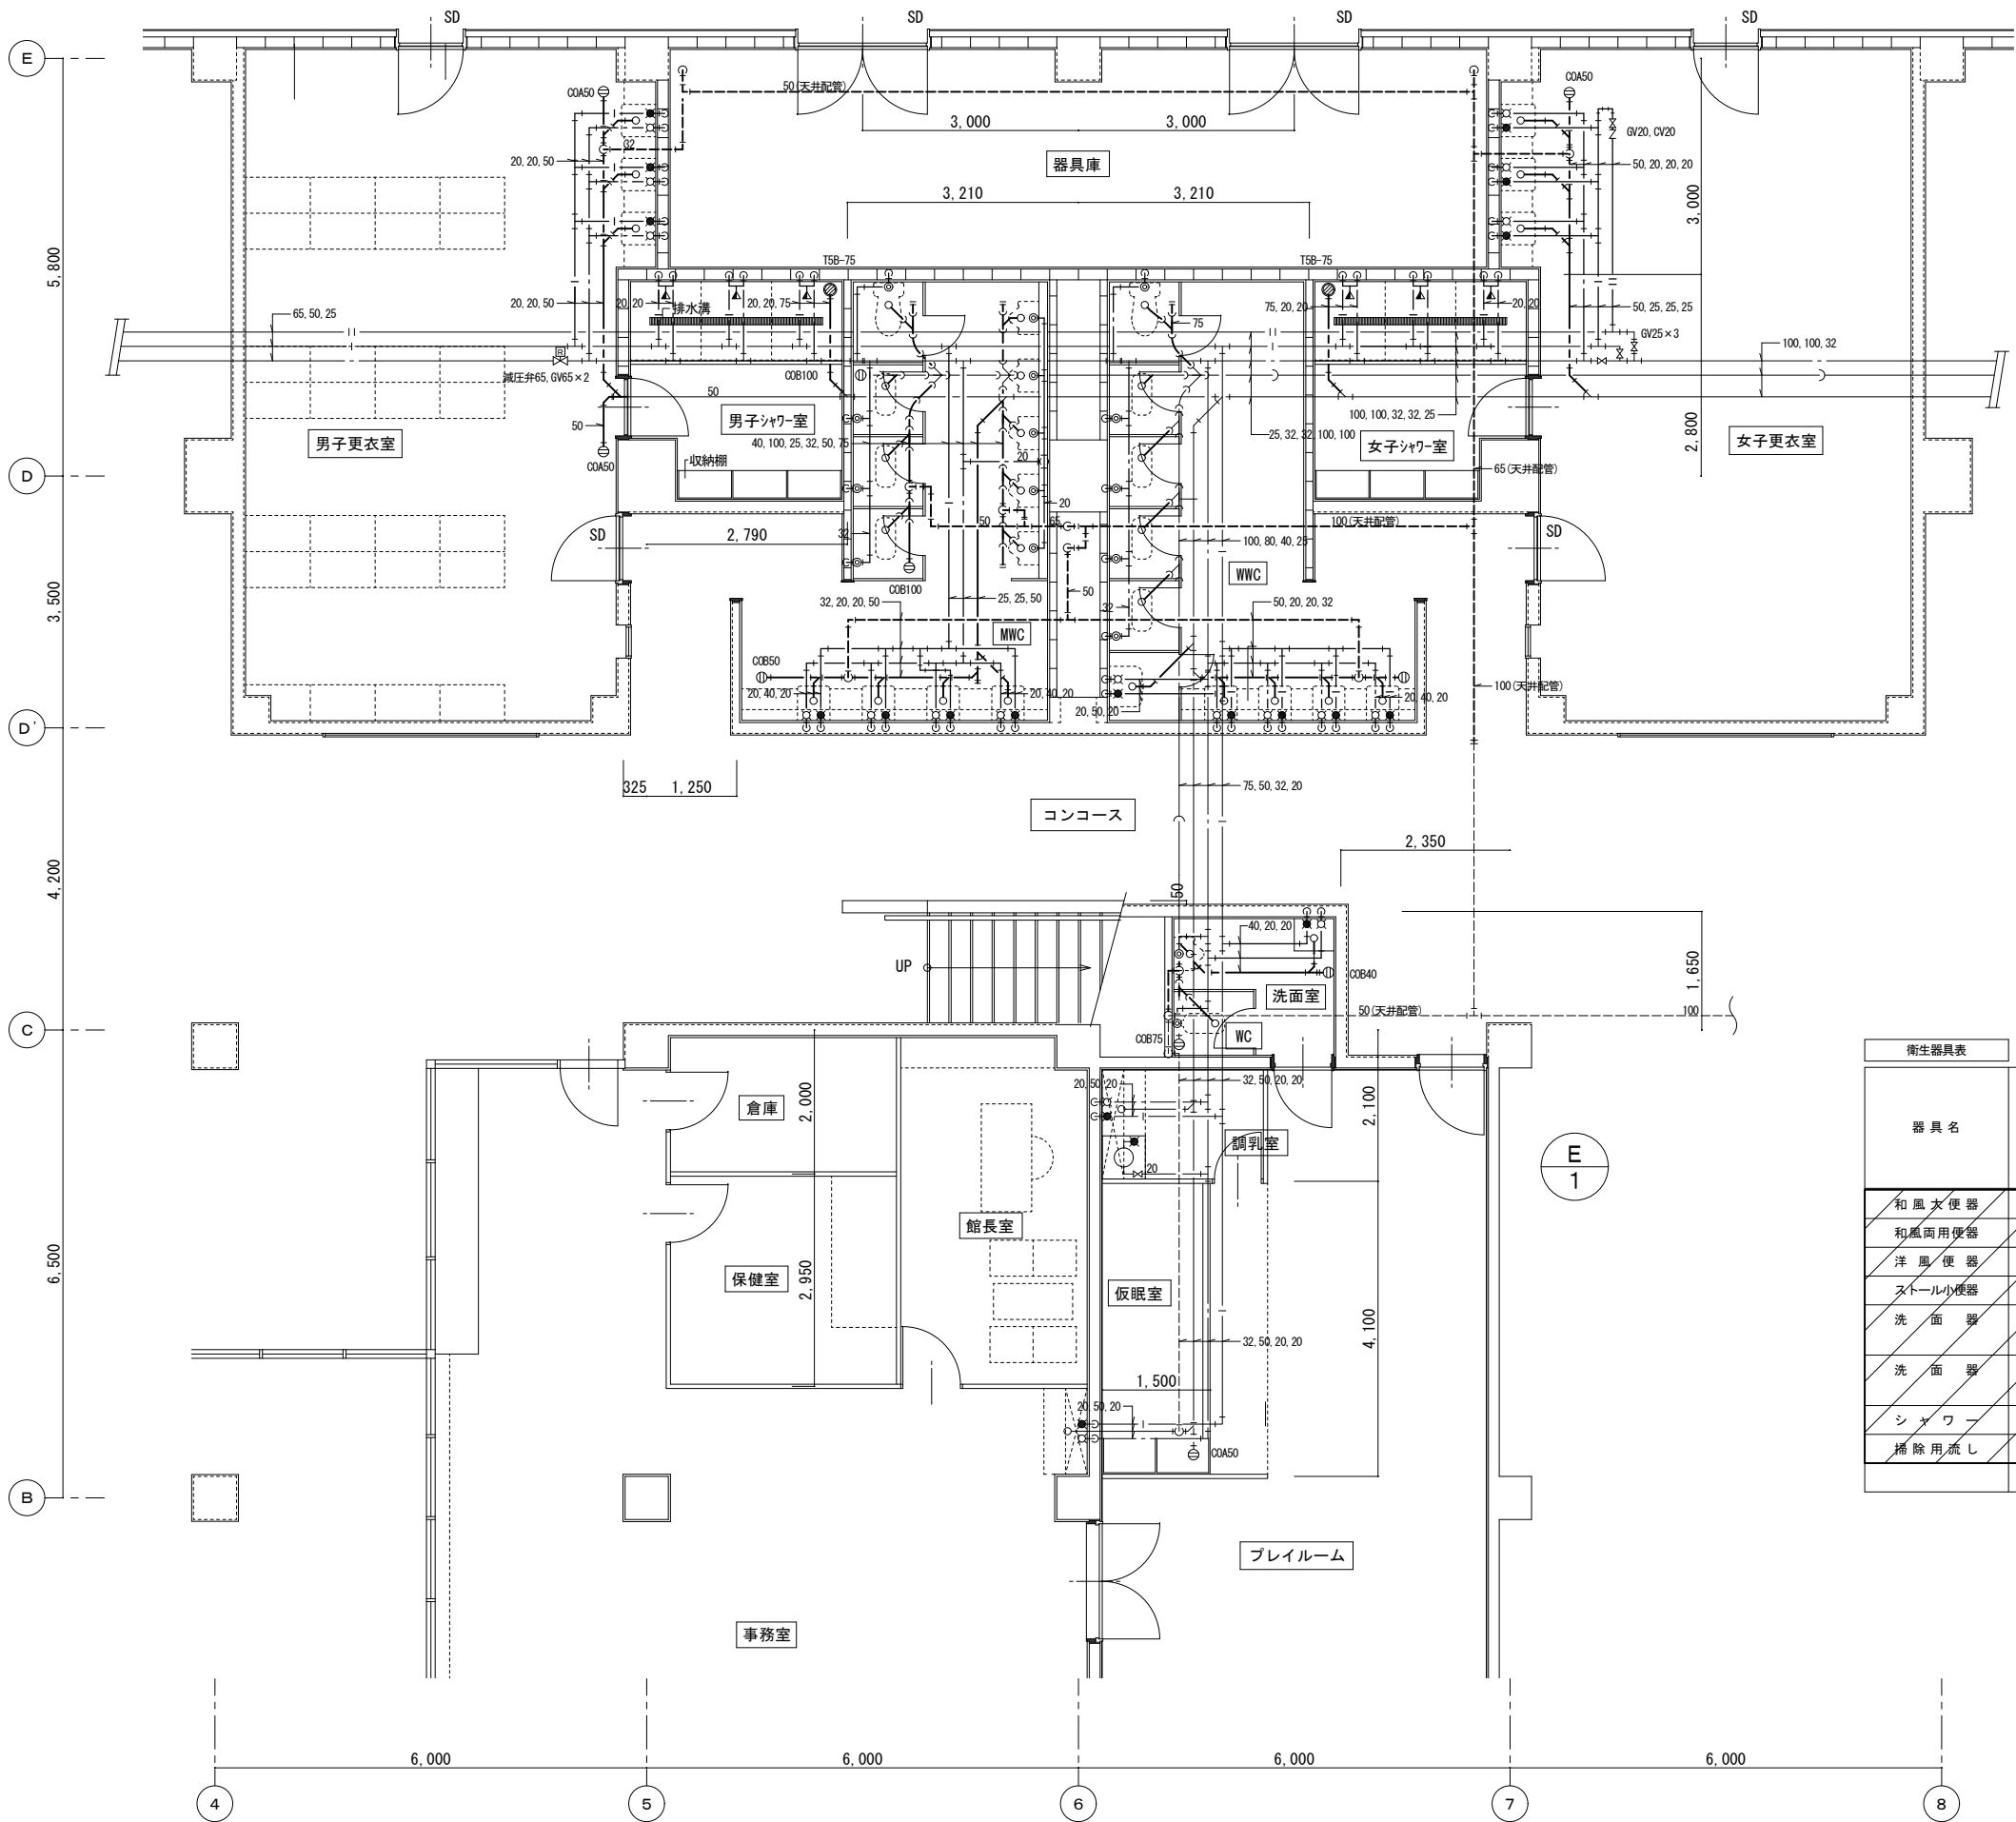 SD
SD
SD
SD
E
COA50
50(天井配管)
COA50
GV20,CV20
3,000
3,000
32
20,20,50
器具庫
50,20,20,20
3,210
3,210
3,000
5,800
T5B-75
T5B-75
20,20,50
20,20
排水溝
20,20,75
75,20,20
20,20
50,25,25,25
65,50,25
75
GV25×3
100,100,32
減圧弁65,GV65×2
COB100
50
男子シャワー室
100,100,32,32,25
50
40,100,25,32,50,75
25,32,32,100,100
男子更衣室
女子シャワー室
女子更衣室
2,800
COA50
収納棚
20
65(天井配管)
D
20
50
65
100(天井配管)
SD
2,790
32
100,80,40,25
SD
WWC
COB100
3,500
32,20,20,50
25,25,50
50
32
50,20,20,32
MWC
COB50
20,40,20
20,40,20
20,50,20
20,40,20
100(天井配管)
D'
325
1,250
75,50,32,20
コンコース
2,350
4,200
50
40,20,20
UP
COB40
1,650
洗面室
C
50(天井配管)
100
COB75
WC
衛生器具表
20,50,20
32,50,20,20
倉庫
2,000
2,100
器具名
調乳室
E
1
20
和風大便器
館長室
和風両用便器
6,500
洋風便器
保健室
2,950
仮眠室
ストール小便器
洗面器
4,100
32,50,20,20
洗面器
1,500
20,50,20
シャワー
COA50
掃除用流し
B
プレイルーム
事務室
6,000
6,000
6,000
6,000
4
5
6
7
8